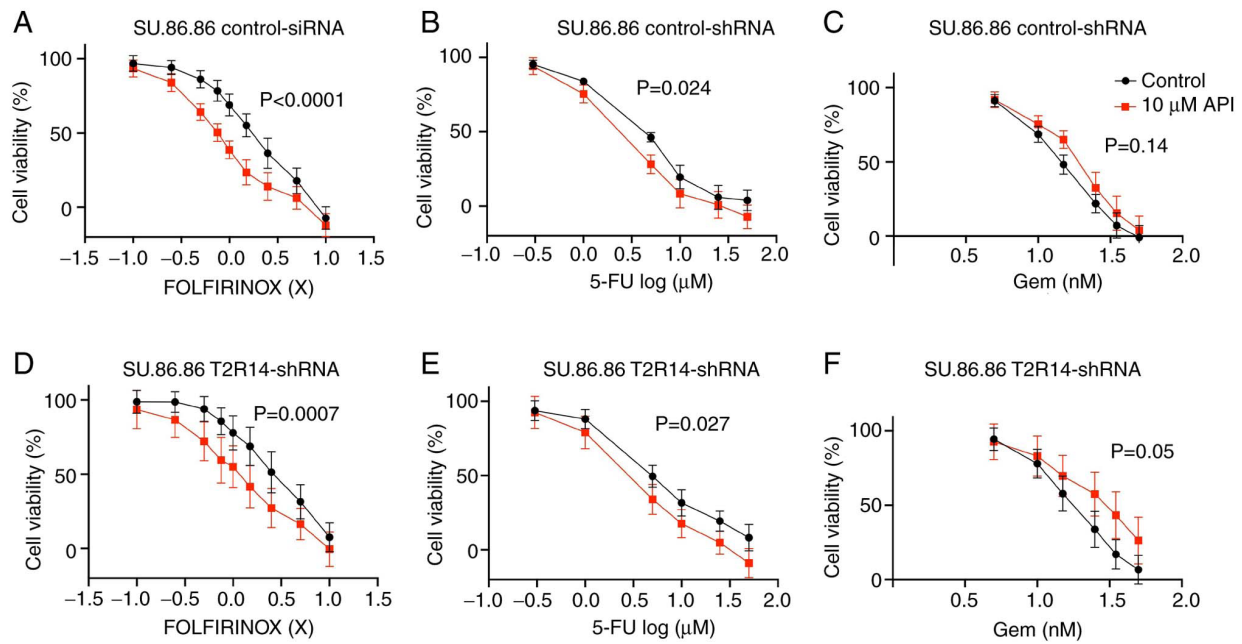 A
SU.86.86 control-siRNA
Cell viability (%)
100
50
0
P<0.0001
−1.5 −1.0 −0.5 0.0 0.5 1.0 1.5
FOLFIRINOX (X)
B
SU.86.86 control-shRNA
Cell viability (%)
100
50
0
P=0.024
−1.0 −0.5 0.0 0.5 1.0 1.5 2.0
5-FU log (μM)
C
SU.86.86 control-shRNA
Cell viability (%)
100
50
0
Control
10 μM API
P=0.14
0.5 1.0 1.5 2.0
Gem (nM)
D
SU.86.86 T2R14-shRNA
Cell viability (%)
100
50
0
P=0.0007
−1.5 −1.0 −0.5 0.0 0.5 1.0 1.5
FOLFIRINOX (X)
E
SU.86.86 T2R14-shRNA
Cell viability (%)
100
50
0
P=0.027
−1.0 −0.5 0.0 0.5 1.0 1.5 2.0
5-FU log (μM)
F
SU.86.86 T2R14-shRNA
Cell viability (%)
100
50
0
P=0.05
0.5 1.0 1.5 2.0
Gem (nM)